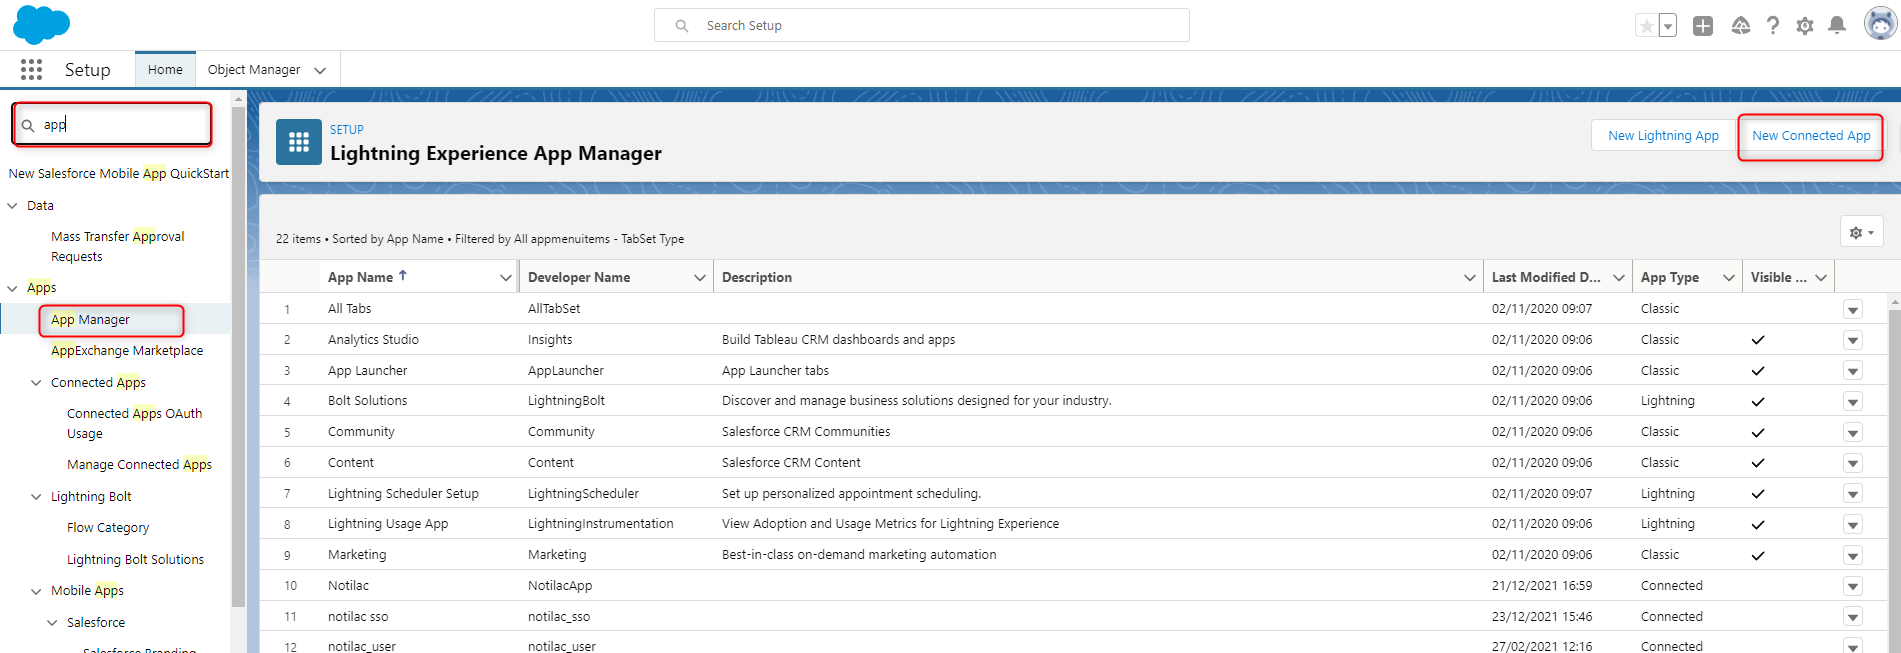 Search Setup
Setup
Home
Object Manager
app
New Salesforce Mobile App QuickStart
Data
Mass Transfer Approval
Requests
Apps
App Manager
AppExchange Marketplace
Connected Apps
Connected Apps OAuth
Usage
Manage Connected Apps
Lightning Bolt
Flow Category
Lightning Bolt Solutions
Mobile Apps
Salesforce
Salesforce Branding
SETUP
Lightning Experience App Manager
New Lightning App
New Connected App
22 items • Sorted by App Name • Filtered by All appmenuitems - TabSet Type
App Name Developer Name Description Last Modified D... App Type Visible ...
1 All Tabs AllTabSet 02/11/2020 09:07 Classic
2 Analytics Studio Insights Build Tableau CRM dashboards and apps 02/11/2020 09:06 Classic
3 App Launcher AppLauncher App Launcher tabs 02/11/2020 09:06 Classic
4 Bolt Solutions LightningBolt Discover and manage business solutions designed for your industry. 02/11/2020 09:06 Lightning
5 Community Community Salesforce CRM Communities 02/11/2020 09:06 Classic
6 Content Content Salesforce CRM Content 02/11/2020 09:06 Classic
7 Lightning Scheduler Setup LightningScheduler Set up personalized appointment scheduling. 02/11/2020 09:07 Lightning
8 Lightning Usage App LightningInstrumentation View Adoption and Usage Metrics for Lightning Experience 02/11/2020 09:06 Lightning
9 Marketing Marketing Best-in-class on-demand marketing automation 02/11/2020 09:06 Classic
10 Notilac NotilacApp 21/12/2021 16:59 Connected
11 notilac sso notilac_sso 23/12/2021 15:46 Connected
12 notilac_user notilac_user 27/02/2021 12:16 Connected